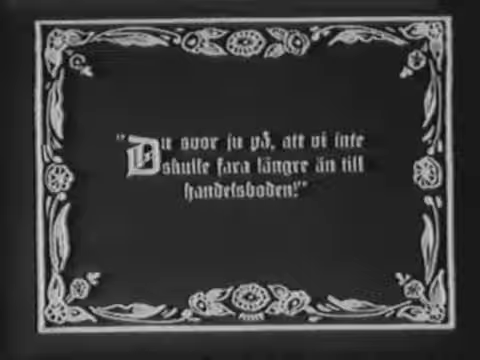 "Du svor ju på, att vi inte
skulle fara längre än till
handelsboden!"